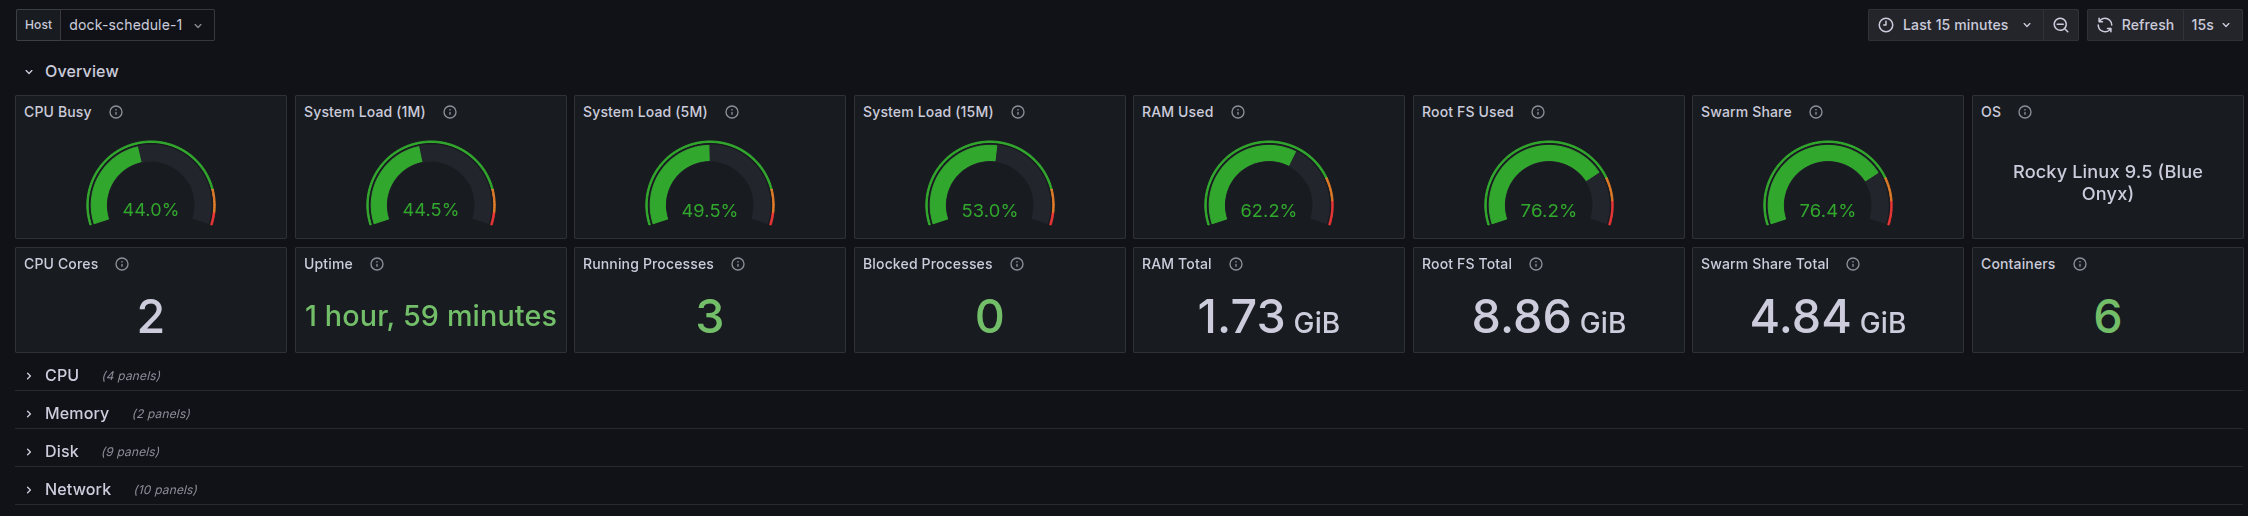 Host dock-schedule-1 Last 15 minutes Refresh 15s
Overview
CPU Busy System Load (1M) System Load (5M) System Load (15M) RAM Used Root FS Used Swarm Share OS
44.0% 44.5% 49.5% 53.0% 62.2% 76.2% 76.4% Rocky Linux 9.5 (Blue
Onyx)
CPU Cores Uptime Running Processes Blocked Processes RAM Total Root FS Total Swarm Share Total Containers
2 1 hour, 59 minutes 3 0 1.73 GiB 8.86 GiB 4.84 GiB 6
CPU (4 panels)
Memory (2 panels)
Disk (9 panels)
Network (10 panels)